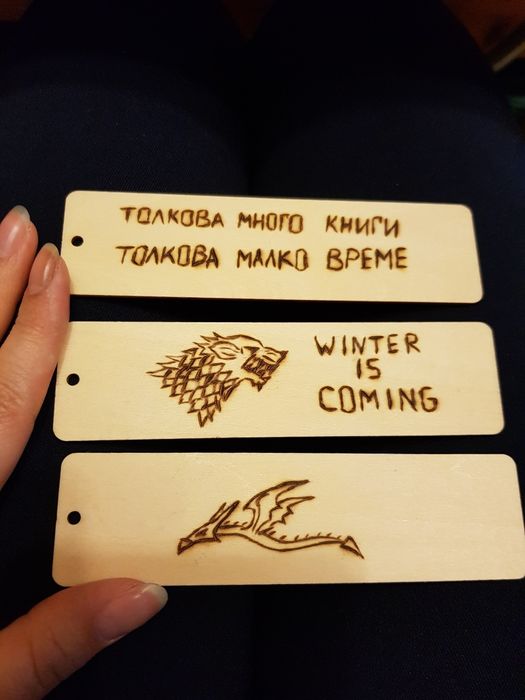 ТОЛКОВА МНОГО КНИГИ
ТОЛКОВА МАЛКО ВРЕМЕ
WINTER
IS
COMING